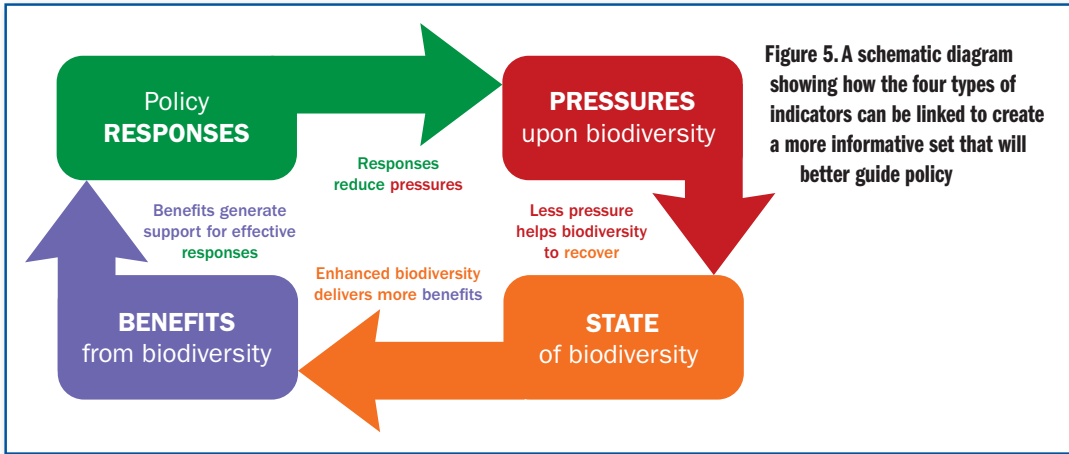 Policy
RESPONSES
Responses
reduce pressures
PRESSURES
upon biodiversity
Less pressure
helps biodiversity
to recover
STATE
of biodiversity
Enhanced biodiversity
delivers more benefits
BENEFITS
from biodiversity
Benefits generate
support for effective
responses
Figure 5. A schematic diagram
showing how the four types of
indicators can be linked to create
a more informative set that will
better guide policy